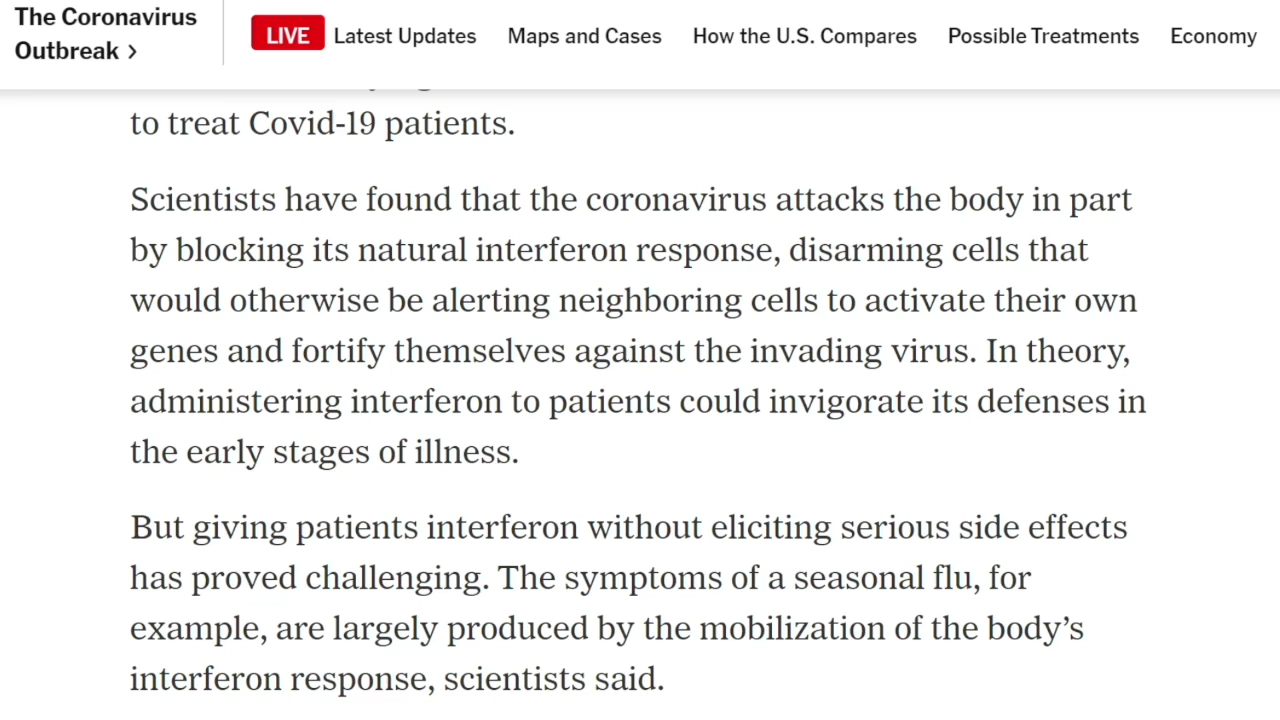 The Coronavirus
Outbreak >
LIVE Latest Updates Maps and Cases How the U.S. Compares Possible Treatments Economy
to treat Covid-19 patients.
Scientists have found that the coronavirus attacks the body in part
by blocking its natural interferon response, disarming cells that
would otherwise be alerting neighboring cells to activate their own
genes and fortify themselves against the invading virus. In theory,
administering interferon to patients could invigorate its defenses in
the early stages of illness.
But giving patients interferon without eliciting serious side effects
has proved challenging. The symptoms of a seasonal flu, for
example, are largely produced by the mobilization of the body’s
interferon response, scientists said.